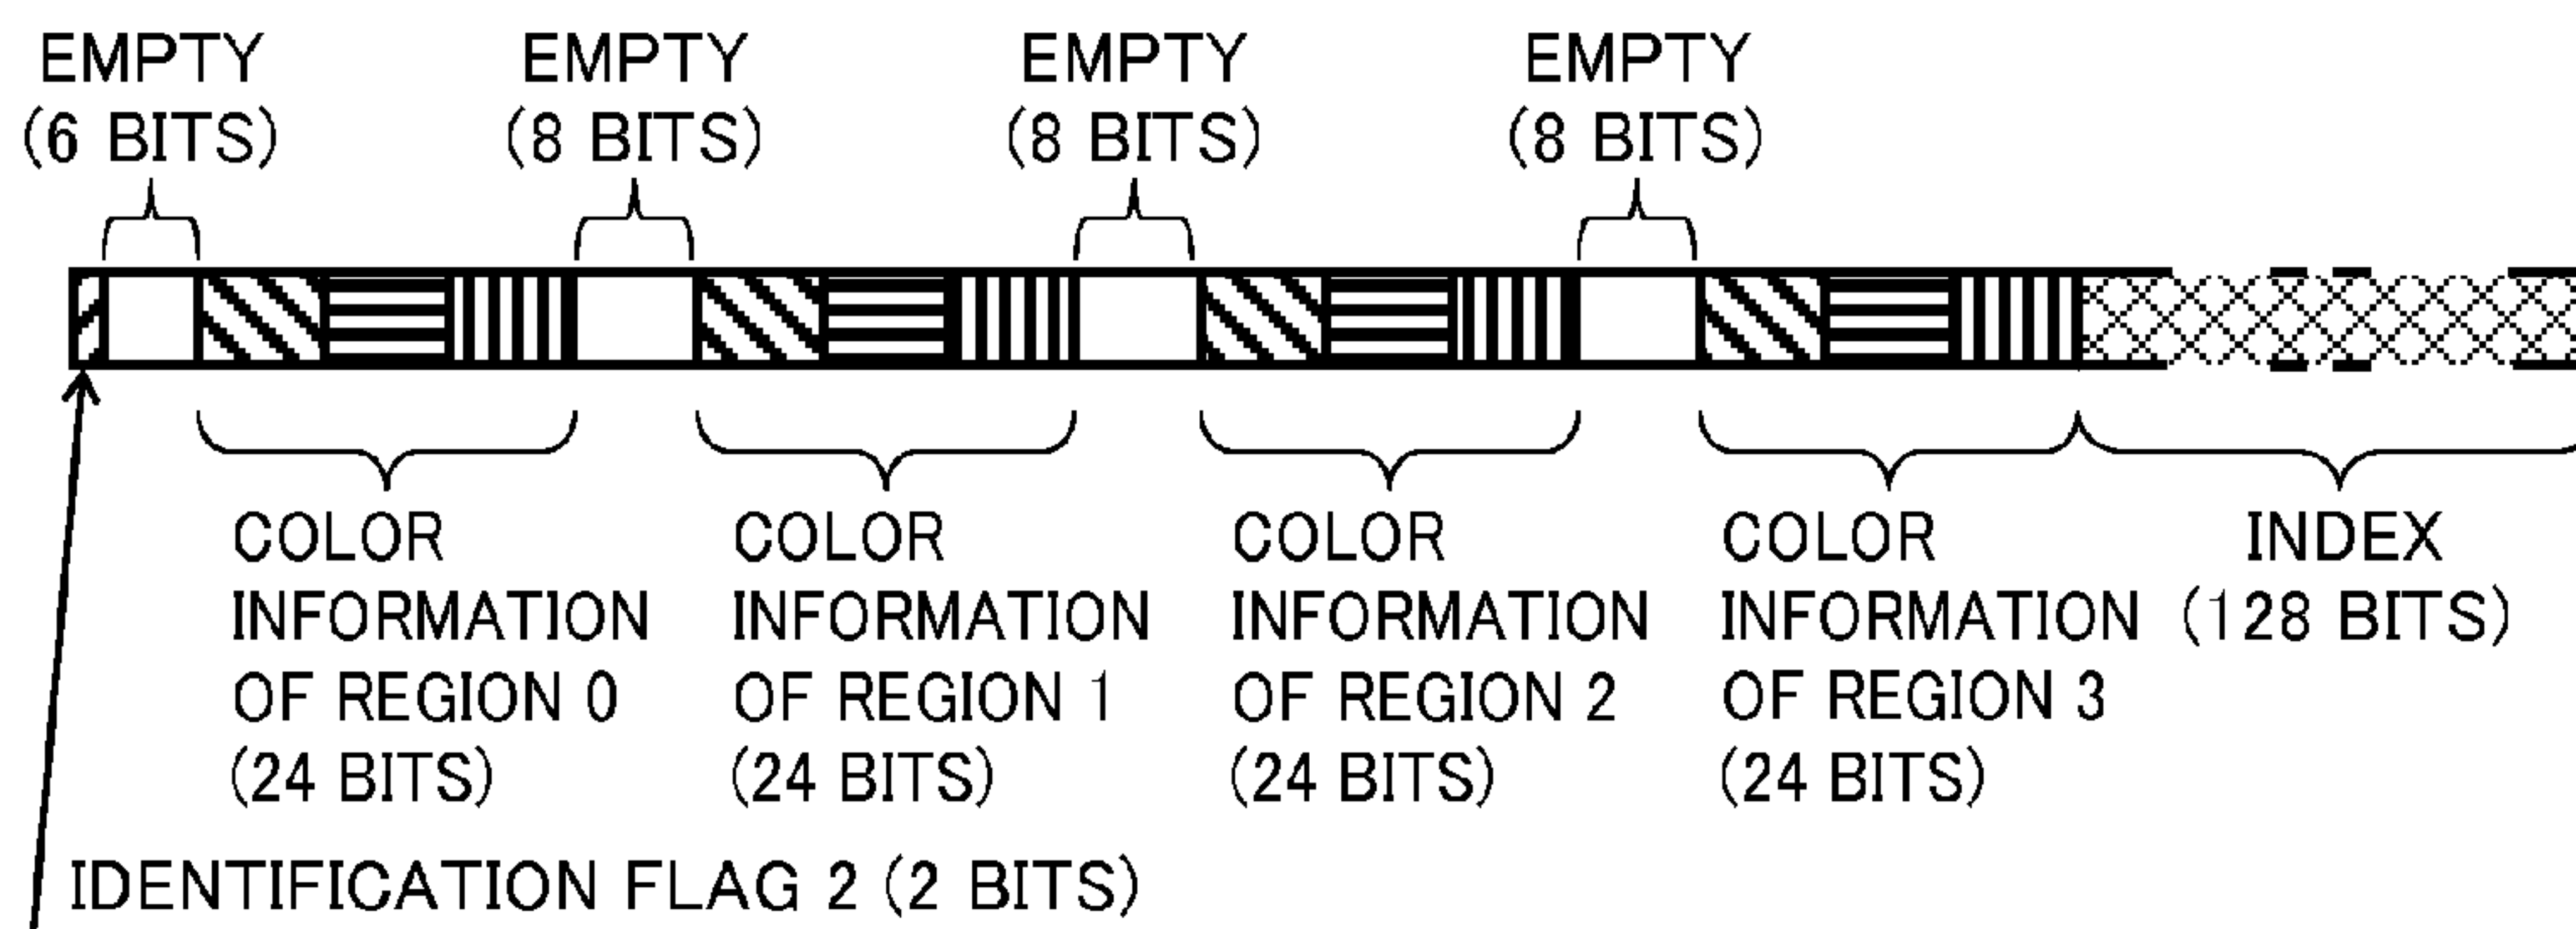 EMPTY
(6 BITS)
EMPTY
(8 BITS)
EMPTY
(8 BITS)
EMPTY
(8 BITS)
COLOR
INFORMATION
OF REGION 0
(24 BITS)
COLOR
INFORMATION
OF REGION 1
(24 BITS)
COLOR
INFORMATION
OF REGION 2
(24 BITS)
COLOR
INFORMATION
OF REGION 3
(24 BITS)
INDEX
(128 BITS)
IDENTIFICATION FLAG 2 (2 BITS)